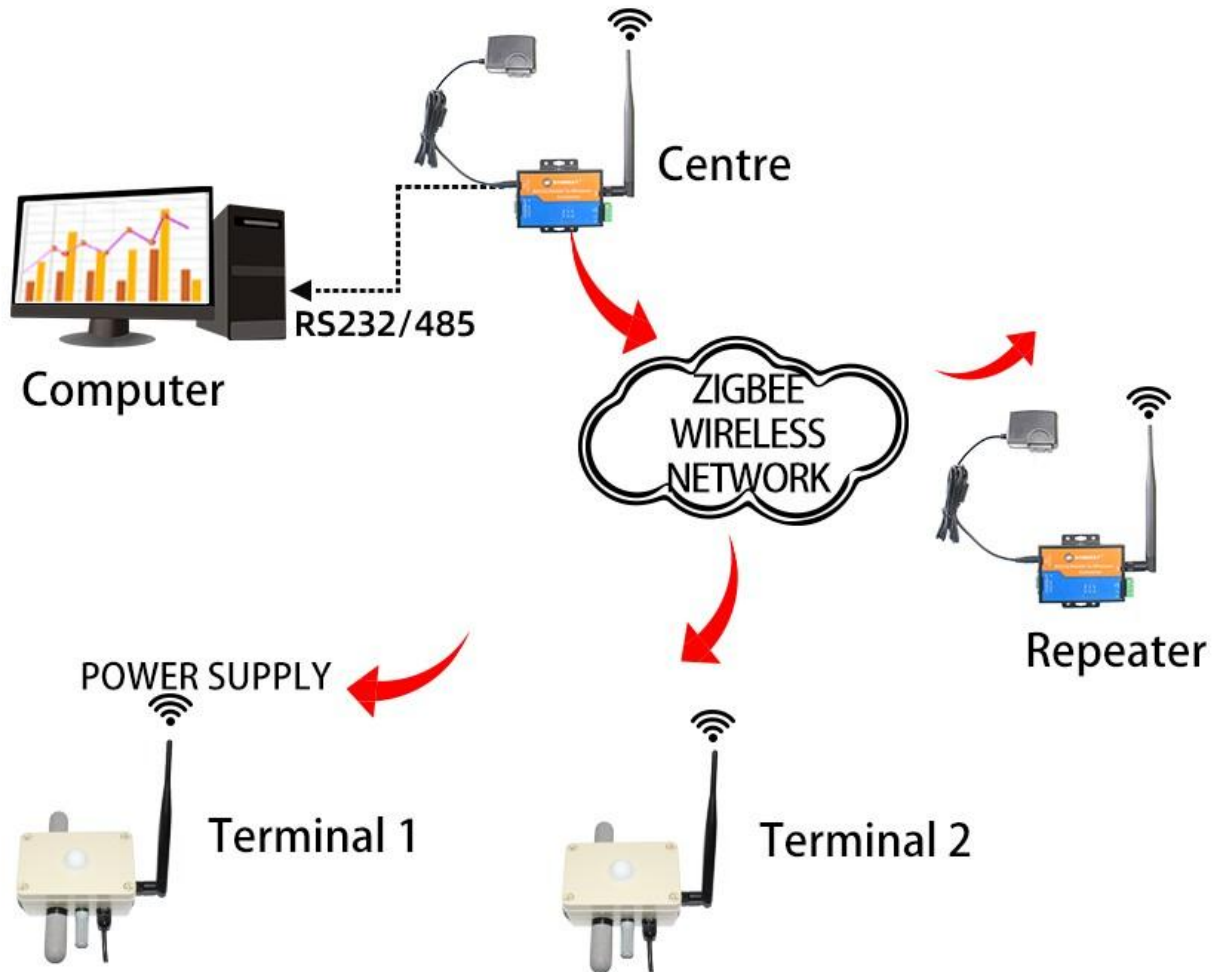 Centre
RS232/485
Computer
ZIGBEE
WIRELESS
NETWORK
Repeater
POWER SUPPLY
Terminal 1
Terminal 2